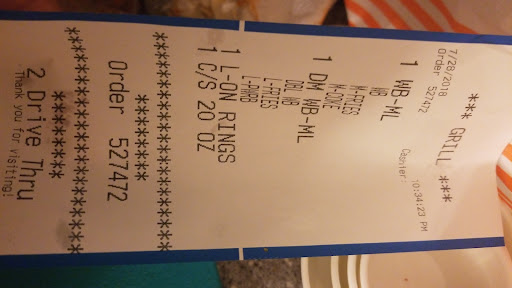 *** GRILL ***
7/28/2018 10:34:23 PM
Order 527472 Counter:
1 WB-ML
WB
M-FRIES
M-COKE
1 DM WB-ML
DBL WB
L-FRIES
L-BARB
1 L-ON RINGS
1 C/S 20 OZ
*******************
*******
Order 527472
*******
*******************
2 Drive Thru
Thank you for visiting!